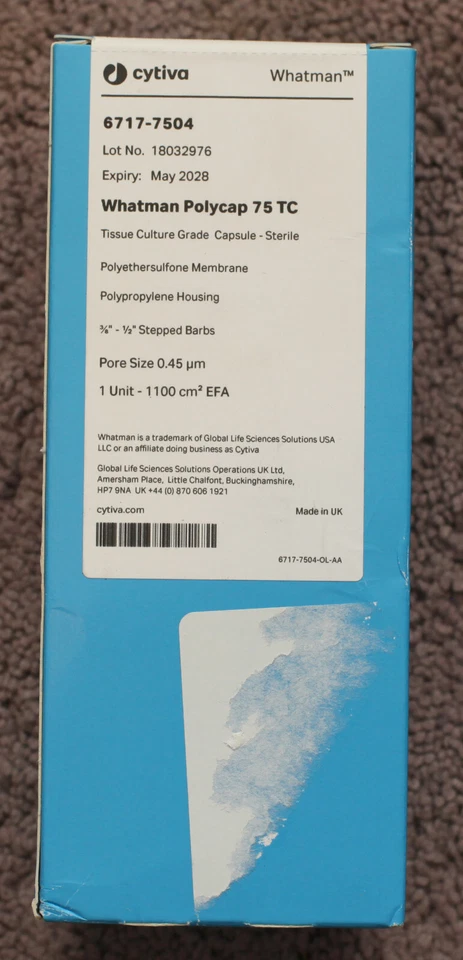 cytiva Whatman™
6717-7504
Lot No. 18032976
Expiry: May 2028
Whatman Polycap 75 TC
Tissue Culture Grade Capsule - Sterile
Polyethersulfone Membrane
Polypropylene Housing
⅜" - ½" Stepped Barbs
Pore Size 0.45 µm
1 Unit - 1100 cm² EFA
Whatman is a trademark of Global Life Sciences Solutions USA
LLC or an affiliate doing business as Cytiva
Global Life Sciences Solutions Operations UK Ltd,
Amersham Place, Little Chalfont, Buckinghamshire,
HP7 9NA UK +44 (0) 870 606 1921
cytiva.com Made in UK
6717-7504-OL-AA